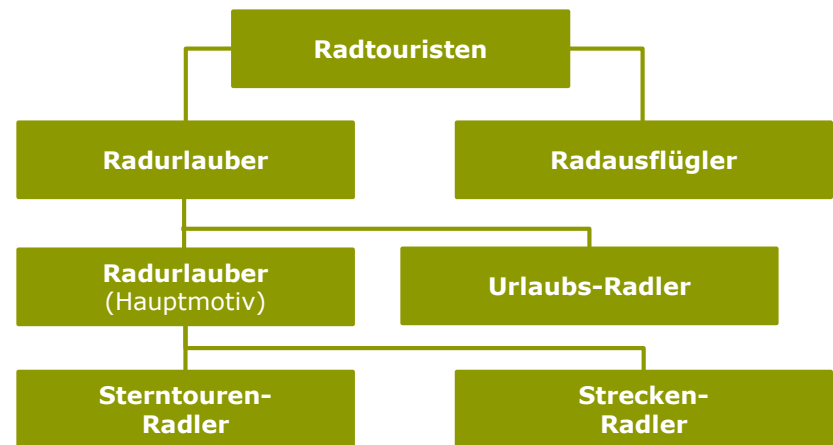 Radtouristen
Radurlauber
Radausflügler
Radurlauber
(Hauptmotiv)
Urlaubs-Radler
Sterntouren-
Radler
Strecken-
Radler